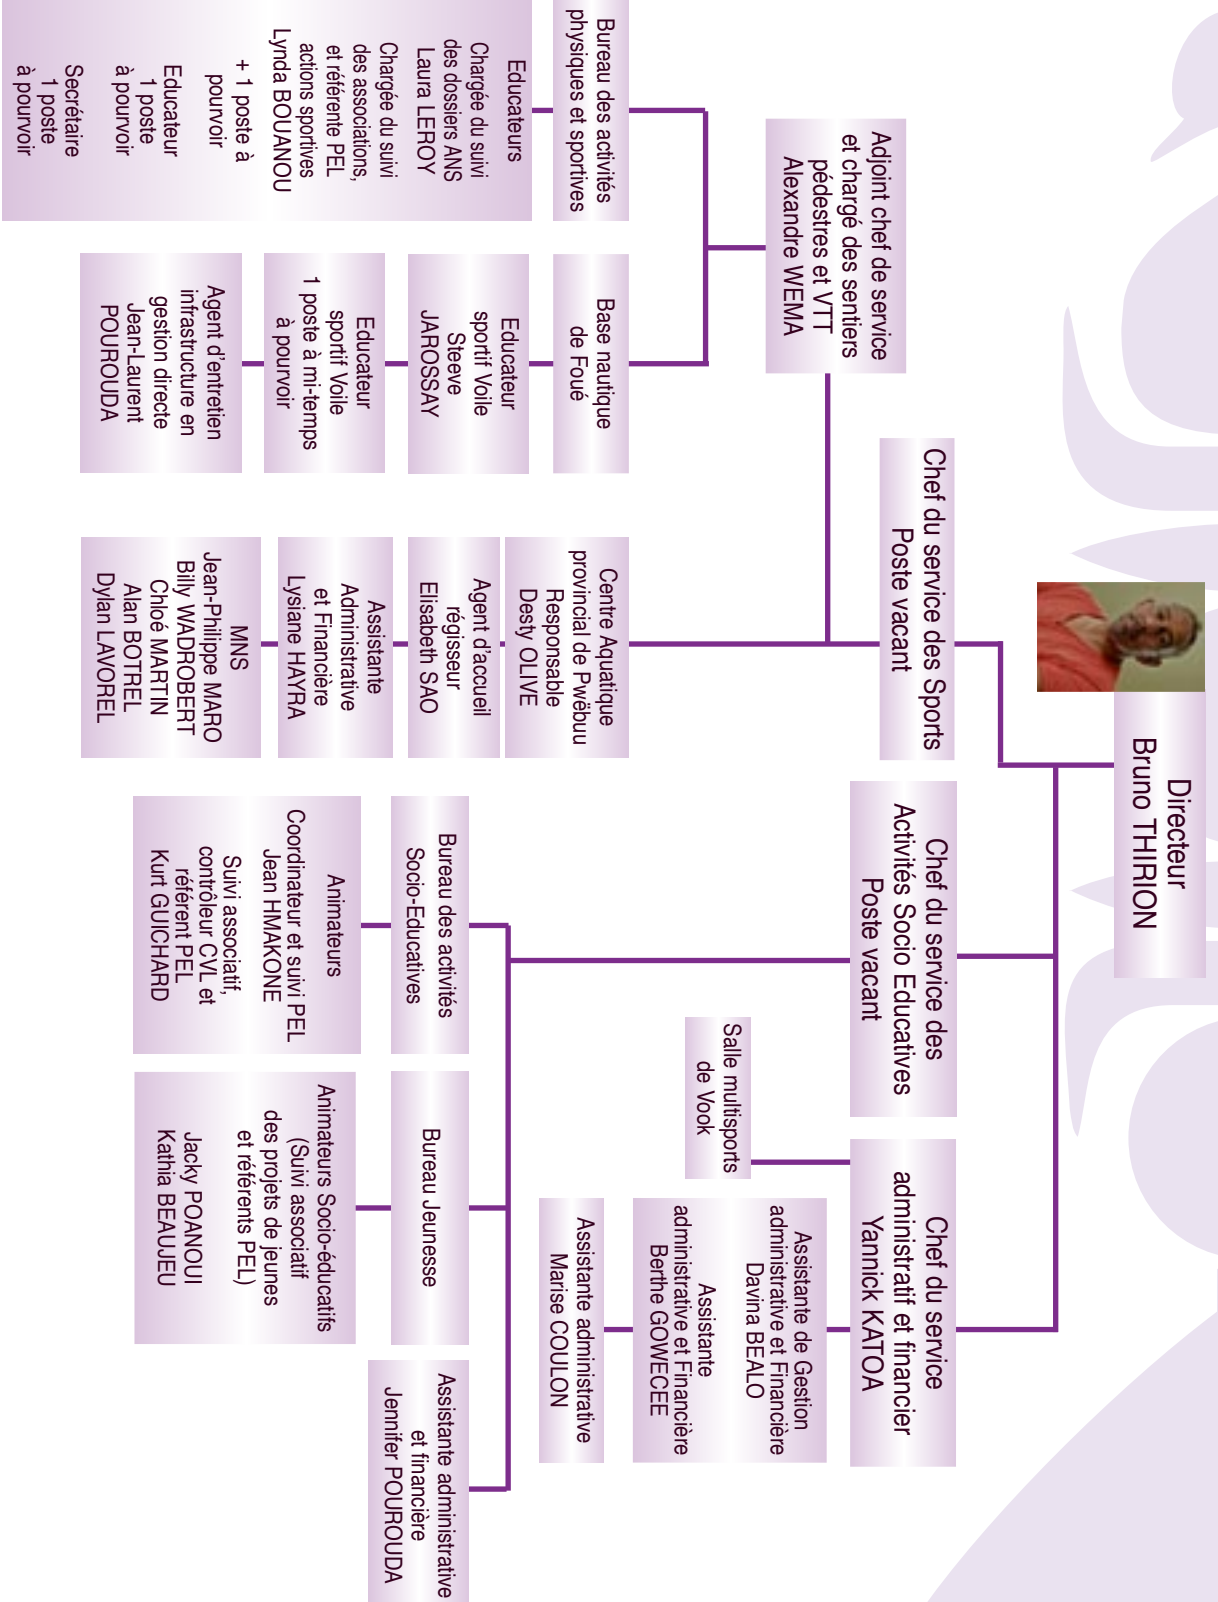 Directeur
Bruno THIRION
Chef du service des Sports
Poste vacant
Adjoint chef de service
et chargé des sentiers
pédestres et VTT
Alexandre WEMA
Bureau des activités
physiques et sportives
Educateurs
Chargée du suivi
des dossiers ANS
Laura LEROY
Chargée du suivi
des associations,
et référente PEL
actions sportives
Lynda BOUANOU
+ 1 poste à
pourvoir
Educateur
1 poste
à pourvoir
Secrétaire
1 poste
à pourvoir
Base nautique
de Foué
Educateur
sportif Voile
Steeve
JAROSSAY
Educateur
sportif Voile
1 poste à mi-temps
à pourvoir
Agent d'entretien
infrastructure en
gestion directe
Jean-Laurent
POUROUDA
Centre Aquatique
provincial de Pwëbuu
Responsable
Desty OLIVE
Agent d'accueil
régisseur
Elisabeth SAO
Assistante
Administrative
et Financière
Lysiane HAYRA
MNS
Jean-Philippe MARO
Billy WADROBERT
Chloé MARTIN
Alan BOTREL
Dylan LAVOREL
Chef du service des
Activités Socio Educatives
Poste vacant
Bureau des activités
Socio-Educatives
Animateurs
Coordinateur et suivi PEL
Jean HMAKONE
Suivi associatif,
contrôleur CVL et
référent PEL
Kurt GUICHARD
Bureau Jeunesse
Animateurs Socio-éducatifs
(Suivi associatif
des projets de jeunes
et référents PEL)
Jacky POANOUI
Kathia BEAUJEU
Assistante administrative
et financière
Jennifer POUROUDA
Chef du service
administratif et financier
Yannick KATOA
Salle multisports
de Vook
Assistante de Gestion
administrative et Financière
Davina BEALO
Assistante
administrative et Financière
Berthe GOWECEE
Assistante administrative
Marise COULON